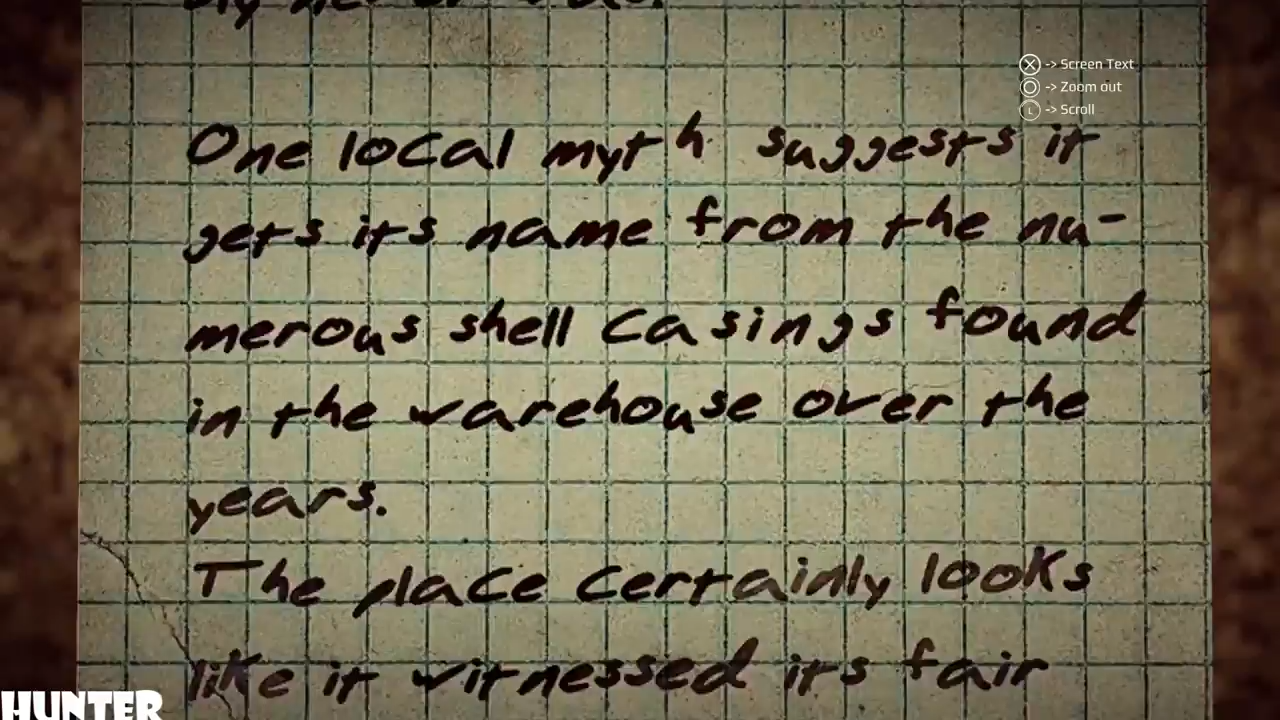 One local myth suggests it
gets its name from the nu-
merous shell casings found
in the warehouse over the
years.
The place certainly looks
like it witnessed its fair
-> Screen Text
-> Zoom out
L -> Scroll
HUNTER